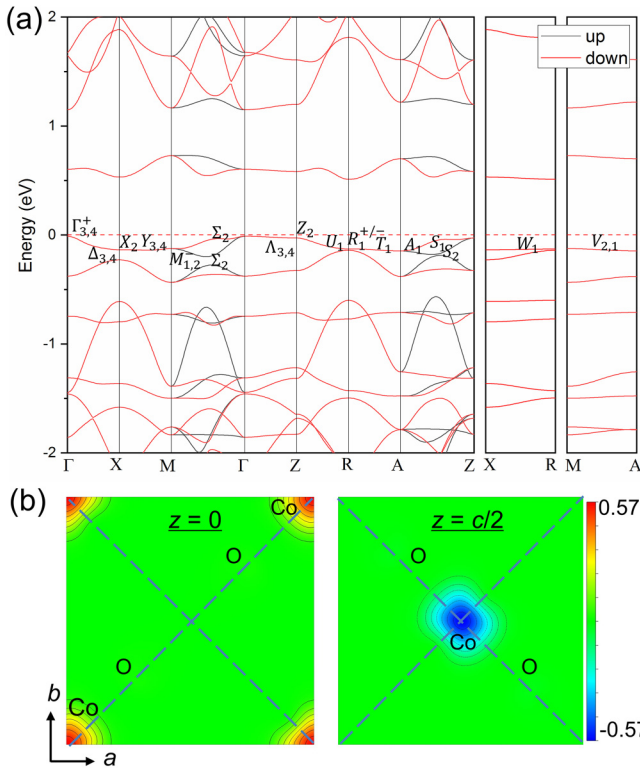 (a)
2
1
0
-1
-2
Energy (eV)
up
down
Γ⁺₃,₄
Δ₃,₄
X₂
Y₃,₄
M⁻₁,₂
Σ₂
Σ₂
Λ₃,₄
Z₂
U₁
R₁⁺/⁻
T₁
A₁
S₁
S₂
W₁
V₂,₁
Γ X M Γ Z R A Z X R M A
(b)
z = 0
Co
O
O
Co
b
a
z = c/2
O
Co
O
0.57
-0.57